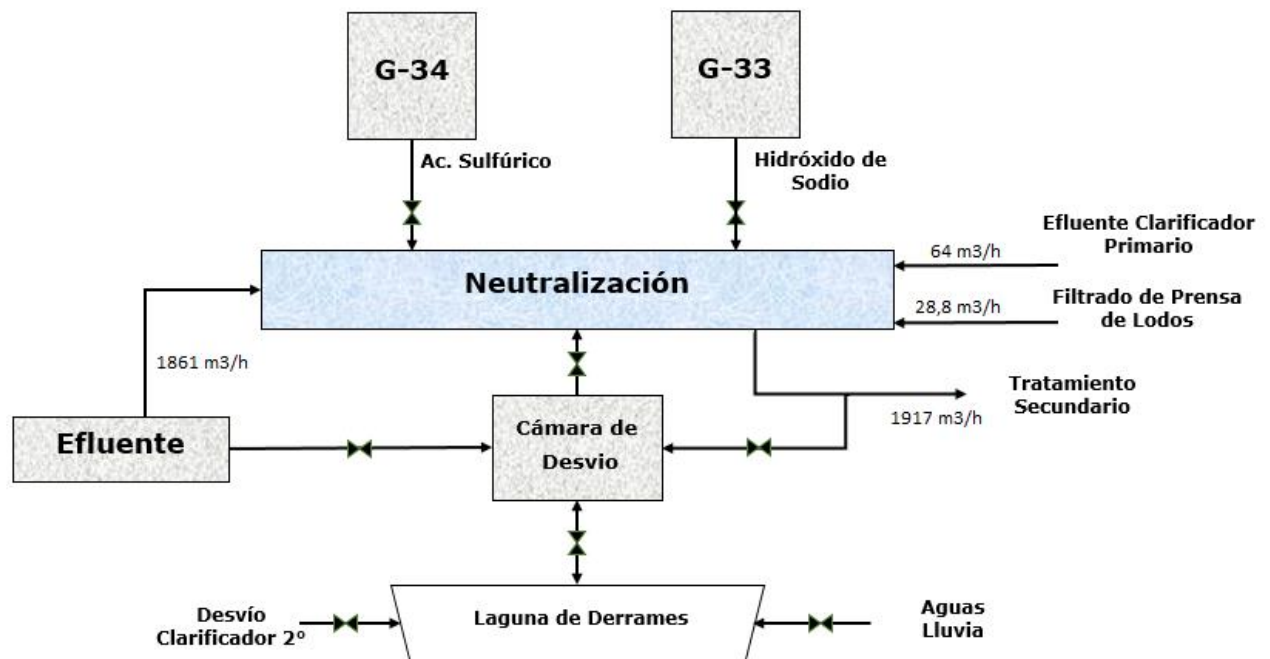 G-34
G-33
Ac. Sulfúrico
Hidróxido de
Sodio
Efluente Clarificador
Primario
64 m3/h
Neutralización
Filtrado de Prensa
de Lodos
28,8 m3/h
1861 m3/h
Tratamiento
Secundario
1917 m3/h
Efluente
Cámara de
Desvio
Desvío
Clarificador 2°
Laguna de Derrames
Aguas
Lluvia